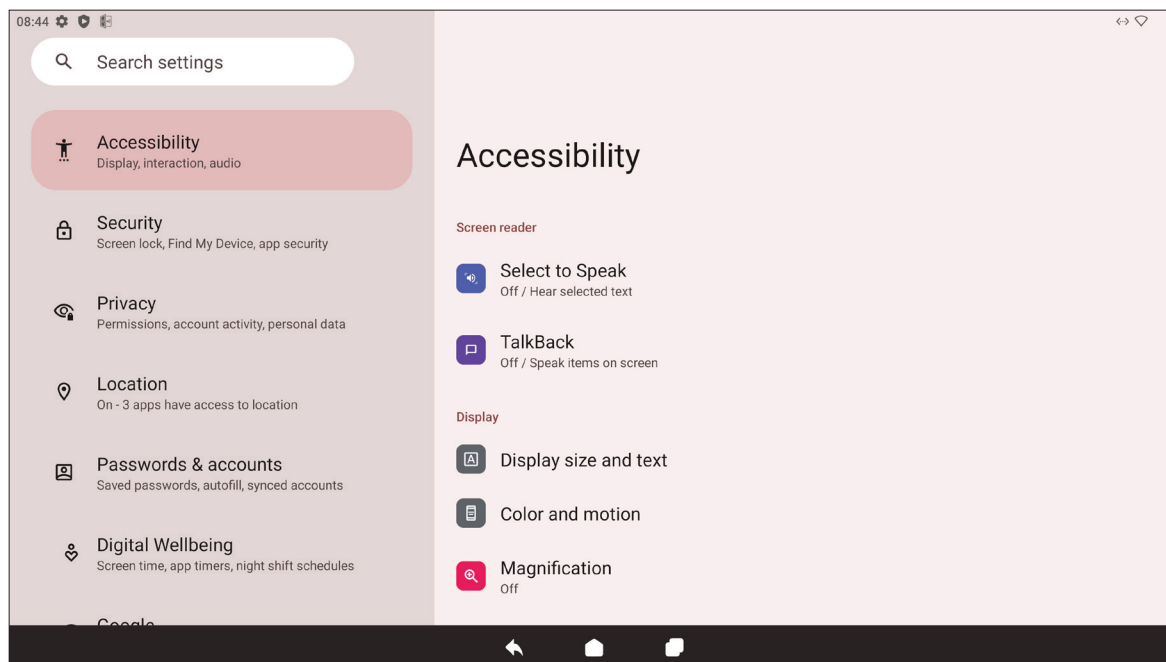 08:44
Search settings
Accessibility
Display, interaction, audio
Security
Screen lock, Find My Device, app security
Privacy
Permissions, account activity, personal data
Location
On - 3 apps have access to location
Passwords & accounts
Saved passwords, autofill, synced accounts
Digital Wellbeing
Screen time, app timers, night shift schedules
Google
Accessibility
Screen reader
Select to Speak
Off / Hear selected text
TalkBack
Off / Speak items on screen
Display
Display size and text
Color and motion
Magnification
Off